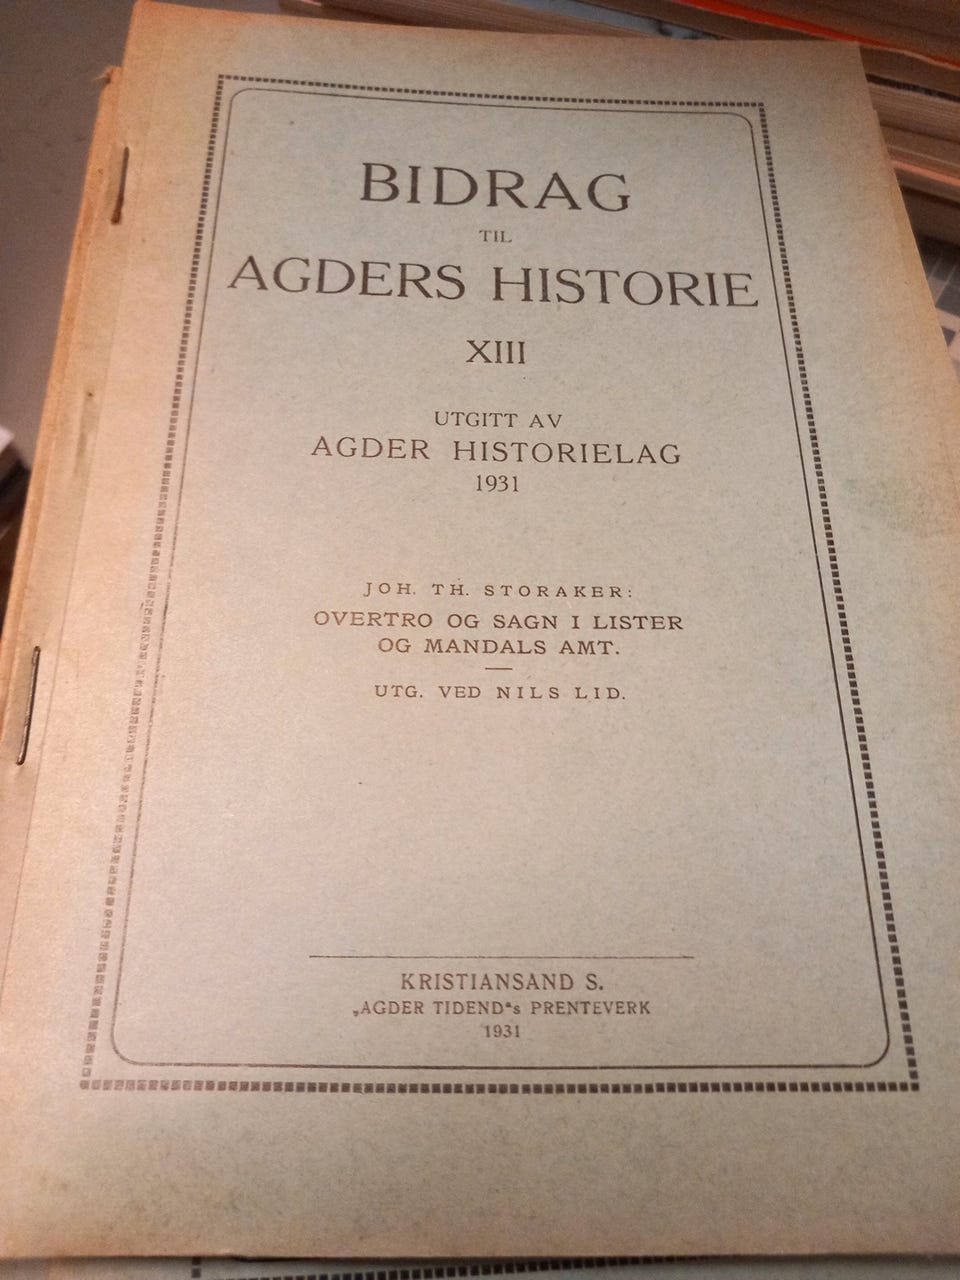 BIDRAG
TIL
AGDERS HISTORIE
XIII
UTGITT AV
AGDER HISTORIELAG
1931
JOH. TH. STORAKER:
OVERTRO OG SAGN I LISTER
OG MANDALS AMT.
UTG. VED NILS LID.
KRISTIANSAND S.
„AGDER TIDEND“s PRENTEVERK
1931